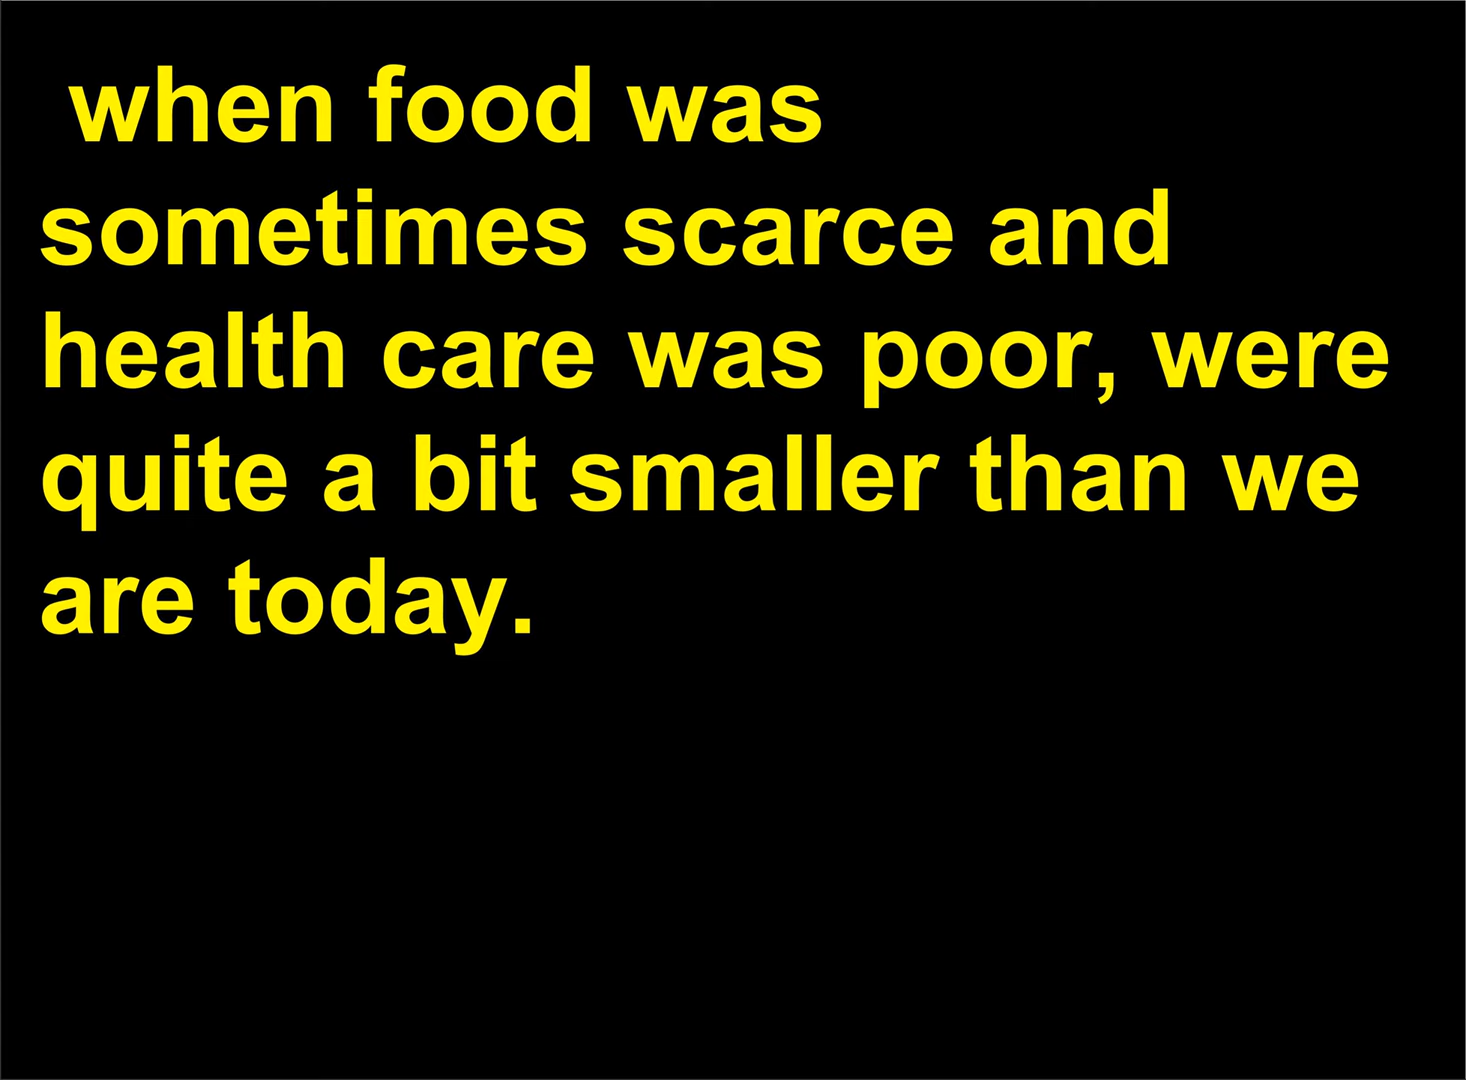 when food was
sometimes scarce and
health care was poor, were
quite a bit smaller than we
are today.